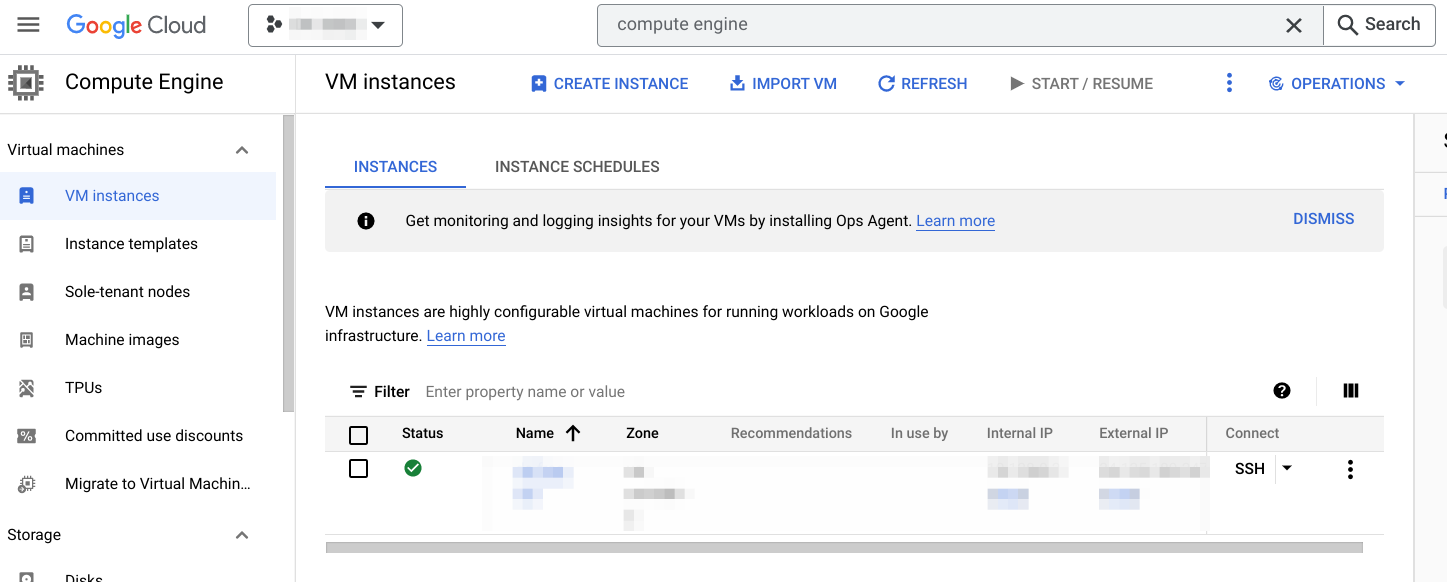 Google Cloud
compute engine
Search
Compute Engine
VM instances
CREATE INSTANCE
IMPORT VM
REFRESH
START / RESUME
OPERATIONS
Virtual machines
VM instances
Instance templates
Sole-tenant nodes
Machine images
TPUs
Committed use discounts
Migrate to Virtual Machin...
Storage
Disks
INSTANCES
INSTANCE SCHEDULES
Get monitoring and logging insights for your VMs by installing Ops Agent. Learn more
DISMISS
VM instances are highly configurable virtual machines for running workloads on Google
infrastructure. Learn more
Filter Enter property name or value
Status Name Zone Recommendations In use by Internal IP External IP Connect
SSH